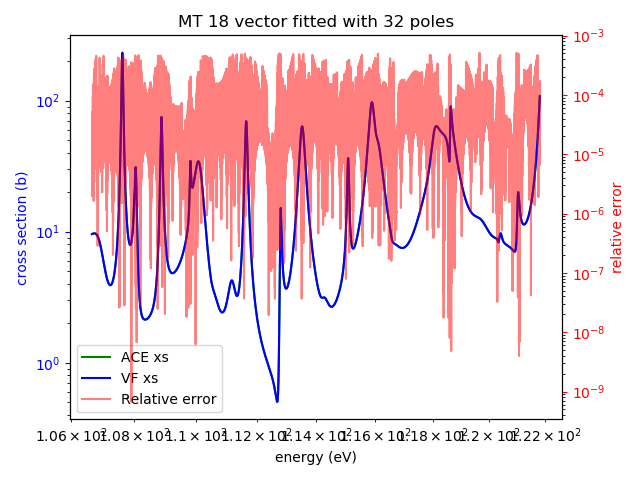 MT 18 vector fitted with 32 poles
10²
10¹
10⁰
cross section (b)
10⁻³
10⁻⁴
10⁻⁵
10⁻⁶
10⁻⁷
10⁻⁸
10⁻⁹
relative error
ACE xs
VF xs
Relative error
1.06 × 10² 1.08 × 10² 1.1 × 10² 1.12 × 10² 1.14 × 10² 1.16 × 10² 1.18 × 10² 1.2 × 10² 1.22 × 10²
energy (eV)